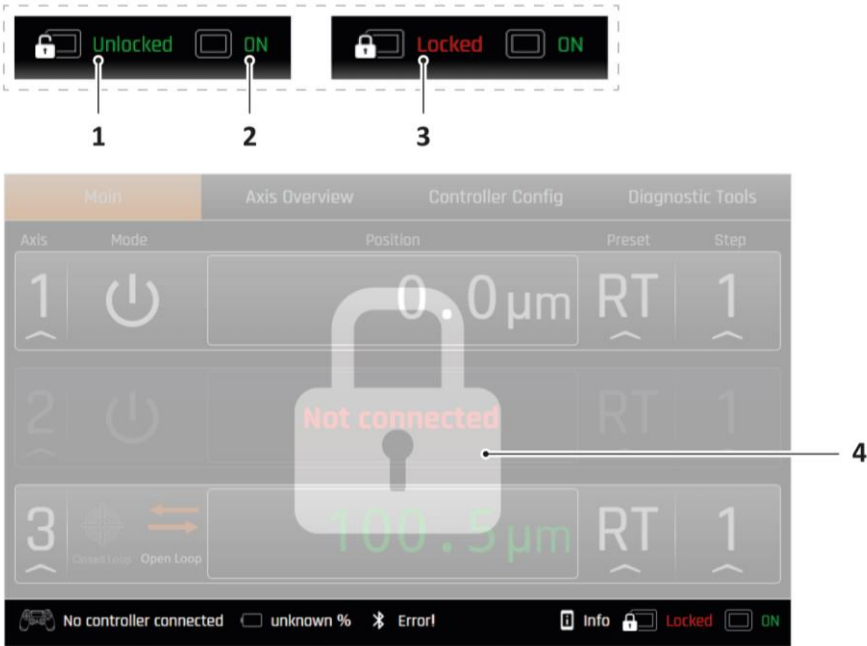 Unlocked ON Locked ON
1 2 3
Main Axis Overview Controller Config Diagnostic Tools
Axis Mode Position Preset Step
1 0.0 µm RT 1
2 Not connected RT 1
4
3 Closed Loop Open Loop 100.5 µm RT 1
No controller connected unknown % Error! Info Locked ON